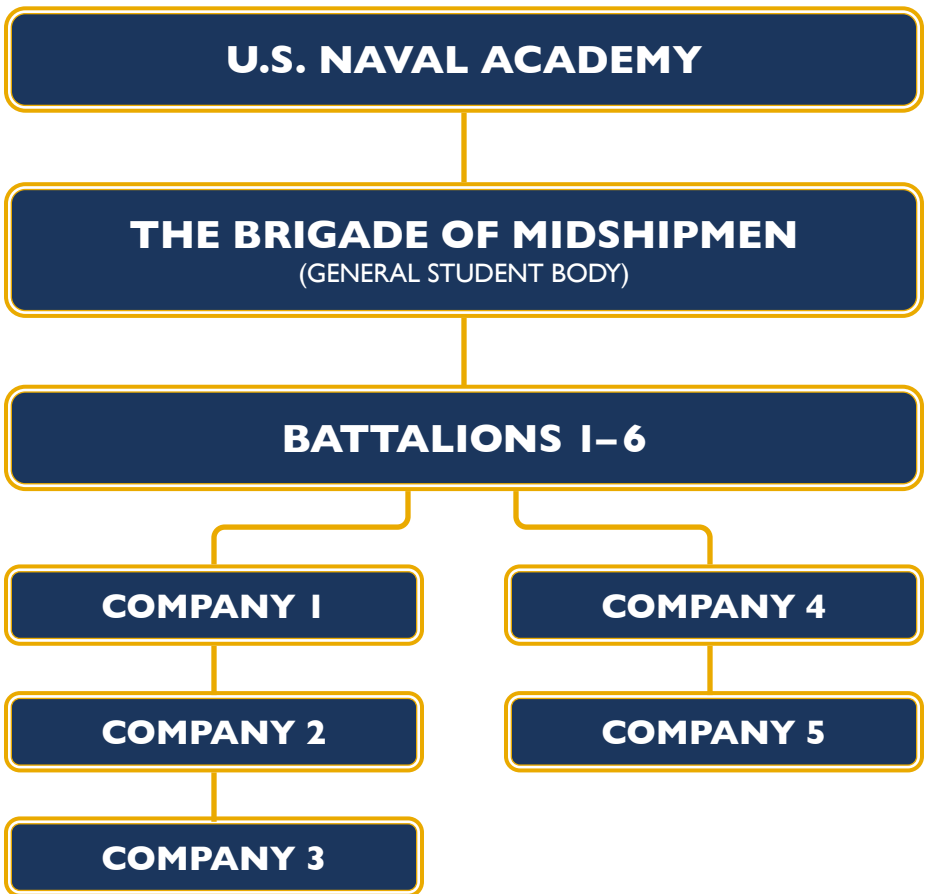 U.S. NAVAL ACADEMY
THE BRIGADE OF MIDSHIPMEN
(GENERAL STUDENT BODY)
BATTALIONS 1–6
COMPANY 1
COMPANY 2
COMPANY 3
COMPANY 4
COMPANY 5